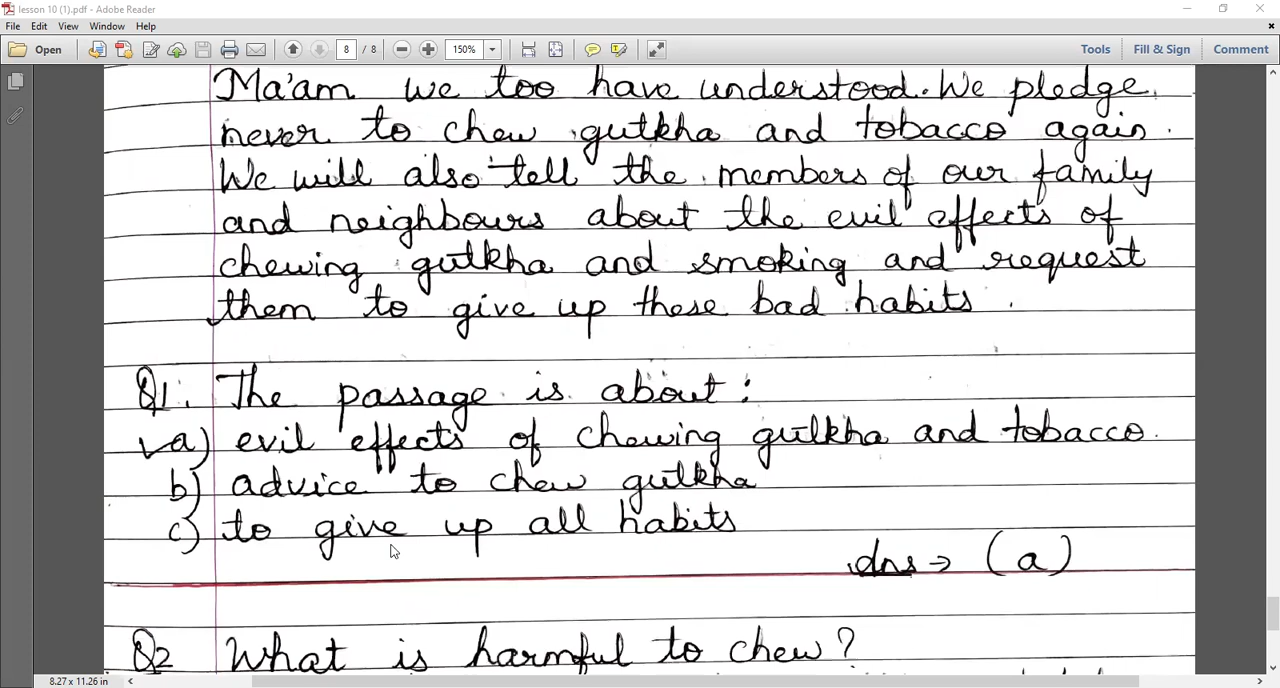 lesson 10 (1).pdf - Adobe Reader
File Edit View Window Help
Open 8 / 8 150% Tools Fill & Sign Comment
Ma'am we too have understood. We pledge
never to chew gutkha and tobacco again.
We will also tell the members of our family
and neighbours about the evil effects of
chewing gutkha and smoking and request
them to give up these bad habits.
Q1. The passage is about:
a) evil effects of chewing gutkha and tobacco.
b) advice to chew gutkha
c) to give up all habits
Ans → (a)
Q2 What is harmful to chew?
8.27 x 11.26 in